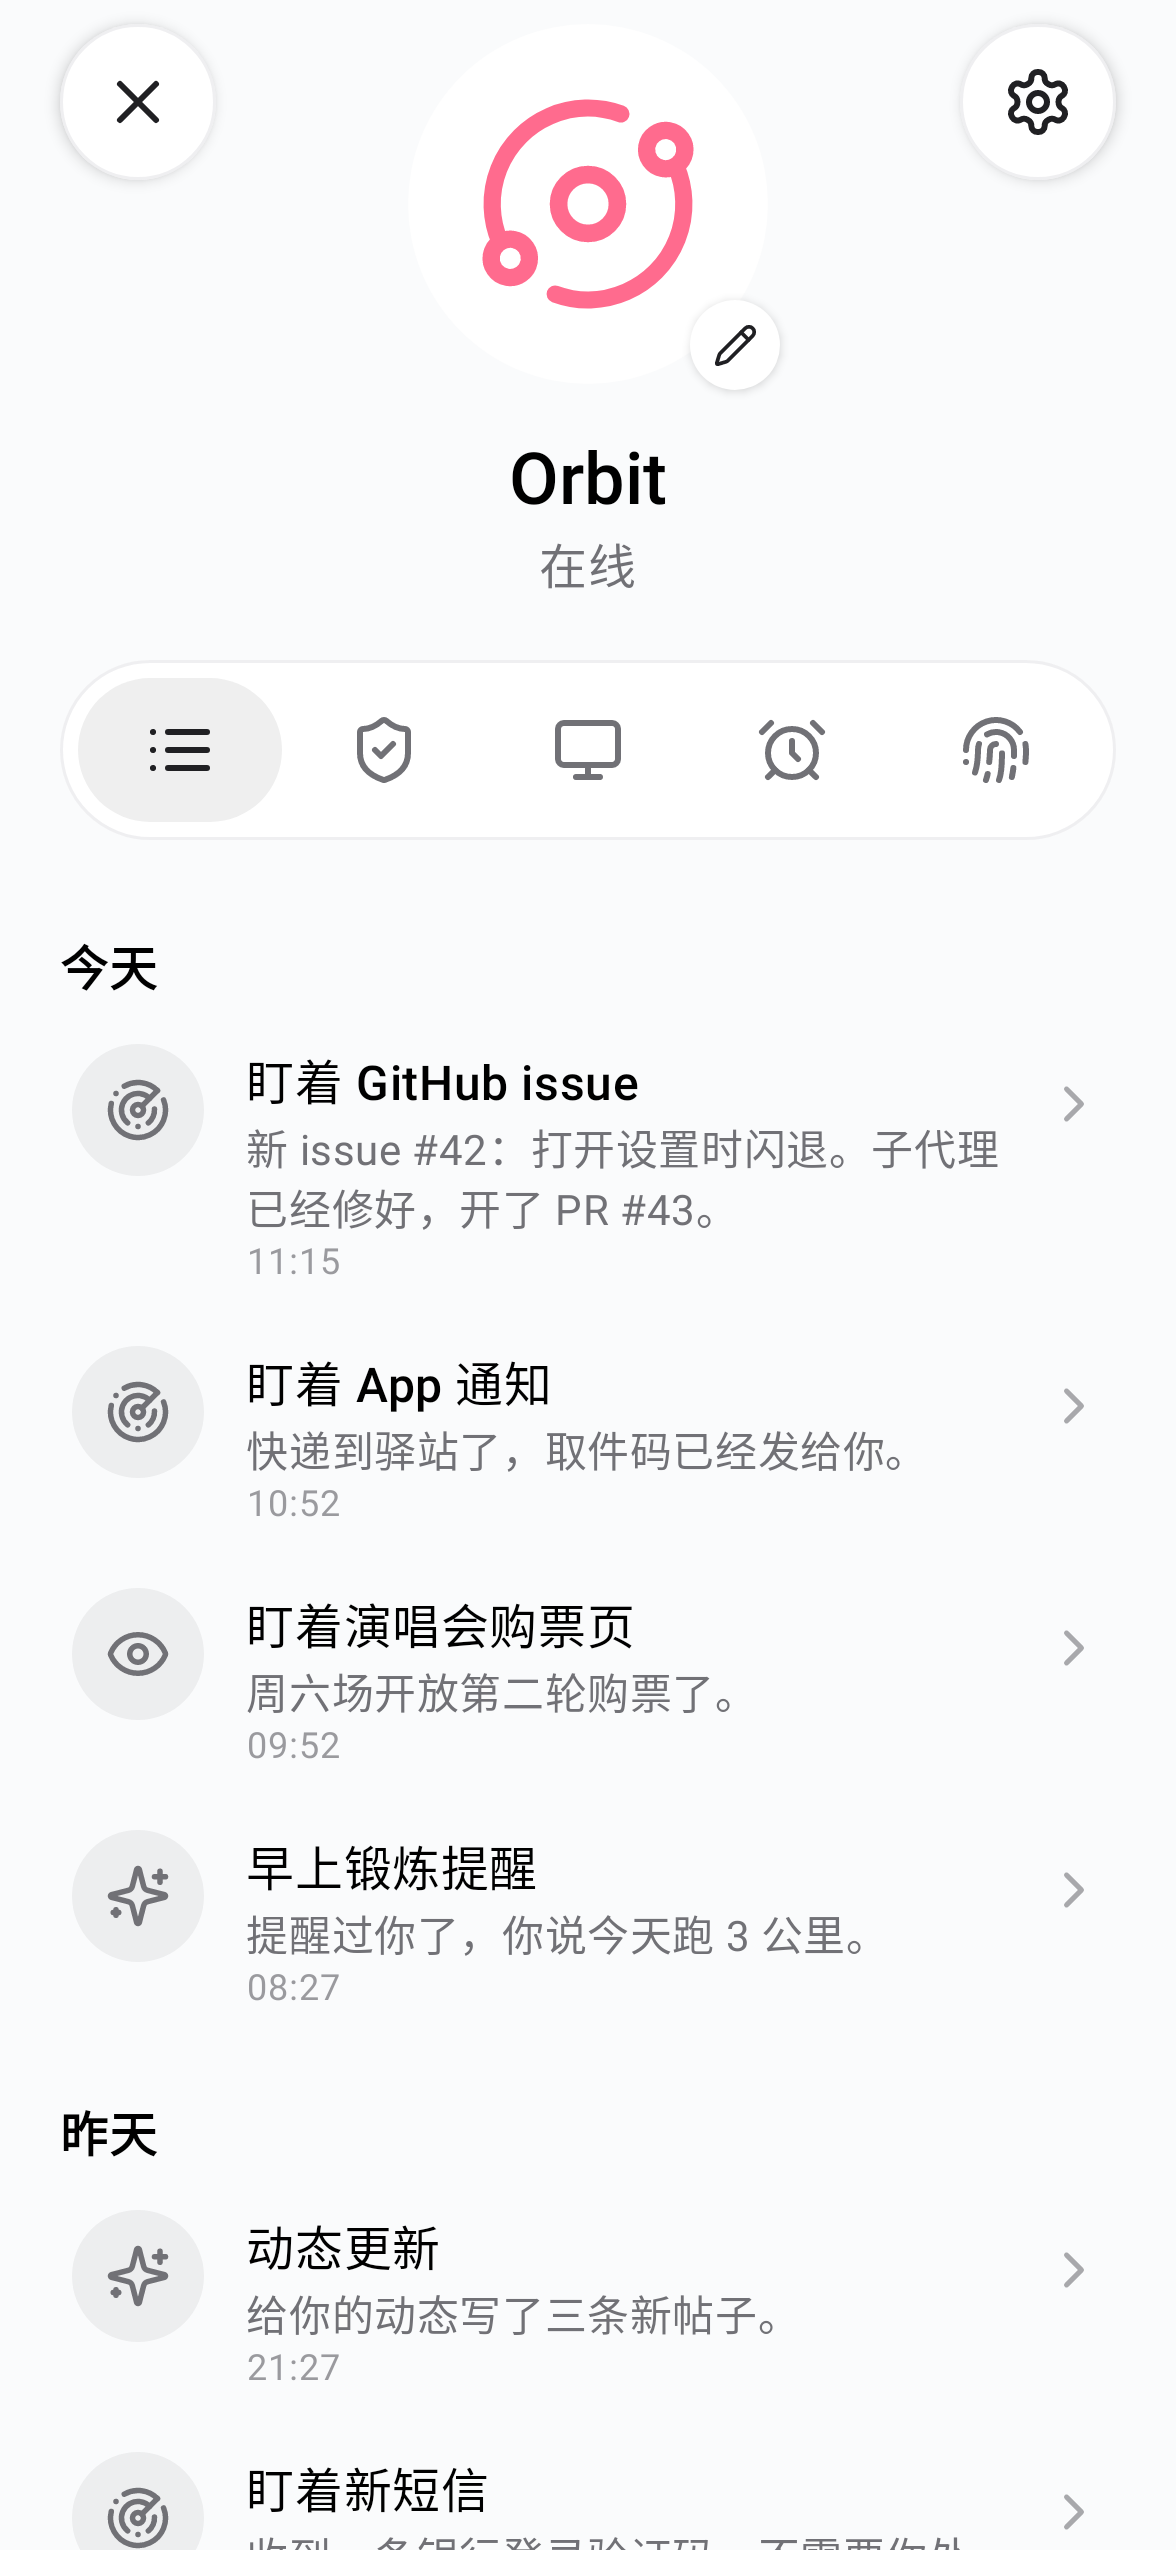 Orbit
在线
今天
盯着 GitHub issue
新 issue #42：打开设置时闪退。子代理
已经修好，开了 PR #43。
11:15
盯着 App 通知
快递到驿站了，取件码已经发给你。
10:52
盯着演唱会购票页
周六场开放第二轮购票了。
09:52
早上锻炼提醒
提醒过你了，你说今天跑 3 公里。
08:27
昨天
动态更新
给你的动态写了三条新帖子。
21:27
盯着新短信